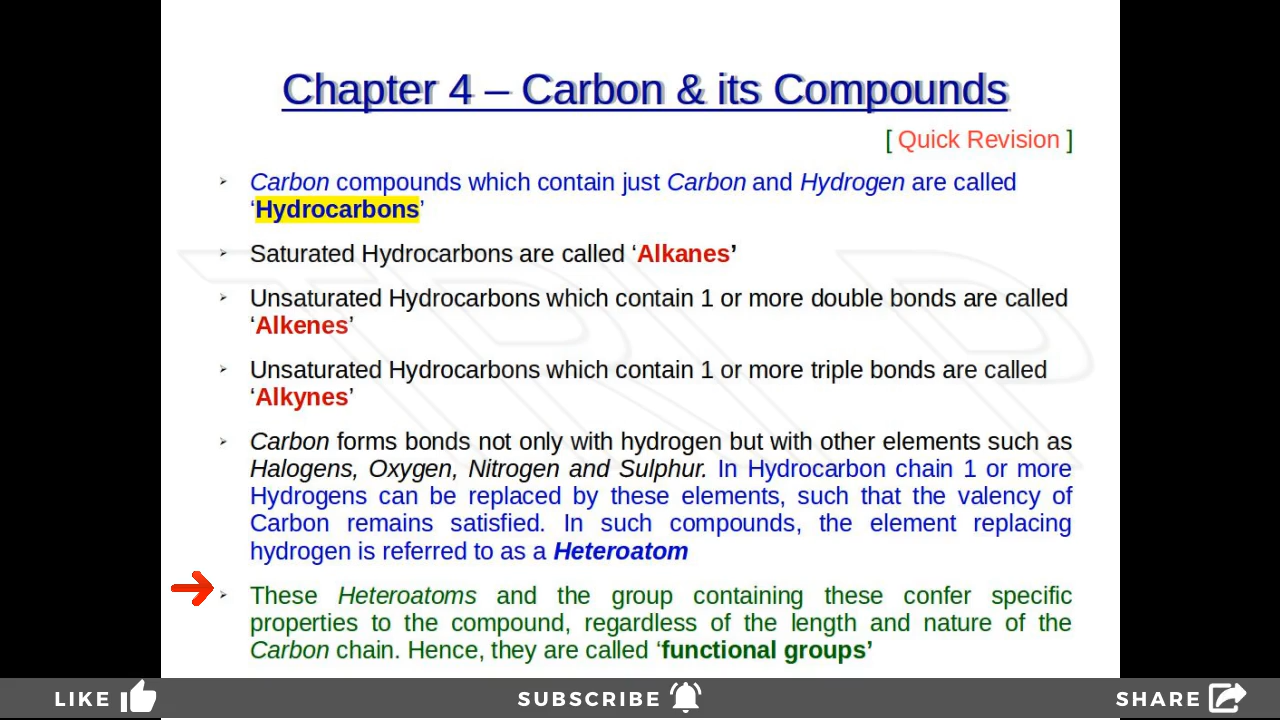 Chapter 4 – Carbon & its Compounds
[ Quick Revision ]
Carbon compounds which contain just Carbon and Hydrogen are called
‘Hydrocarbons’
Saturated Hydrocarbons are called ‘Alkanes’
Unsaturated Hydrocarbons which contain 1 or more double bonds are called
‘Alkenes’
Unsaturated Hydrocarbons which contain 1 or more triple bonds are called
‘Alkynes’
Carbon forms bonds not only with hydrogen but with other elements such as
Halogens, Oxygen, Nitrogen and Sulphur. In Hydrocarbon chain 1 or more
Hydrogens can be replaced by these elements, such that the valency of
Carbon remains satisfied. In such compounds, the element replacing
hydrogen is referred to as a Heteroatom
These Heteroatoms and the group containing these confer specific
properties to the compound, regardless of the length and nature of the
Carbon chain. Hence, they are called ‘functional groups’
LIKE SUBSCRIBE SHARE